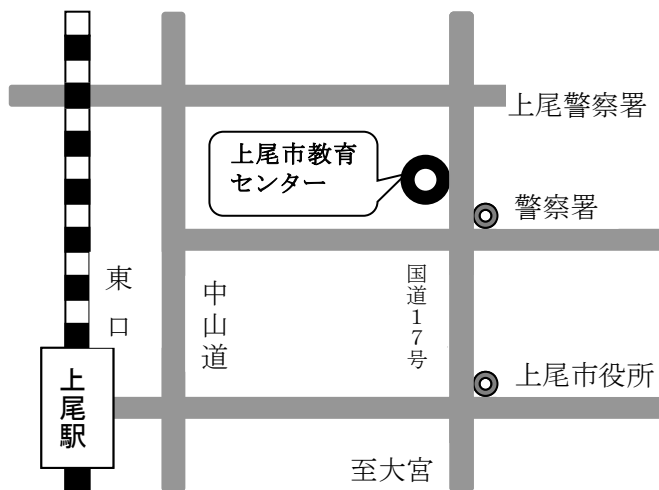 上尾警察署
上尾市教育
センター
警察署
東口
中山道
国道17号
上尾市役所
上尾駅
至大宮